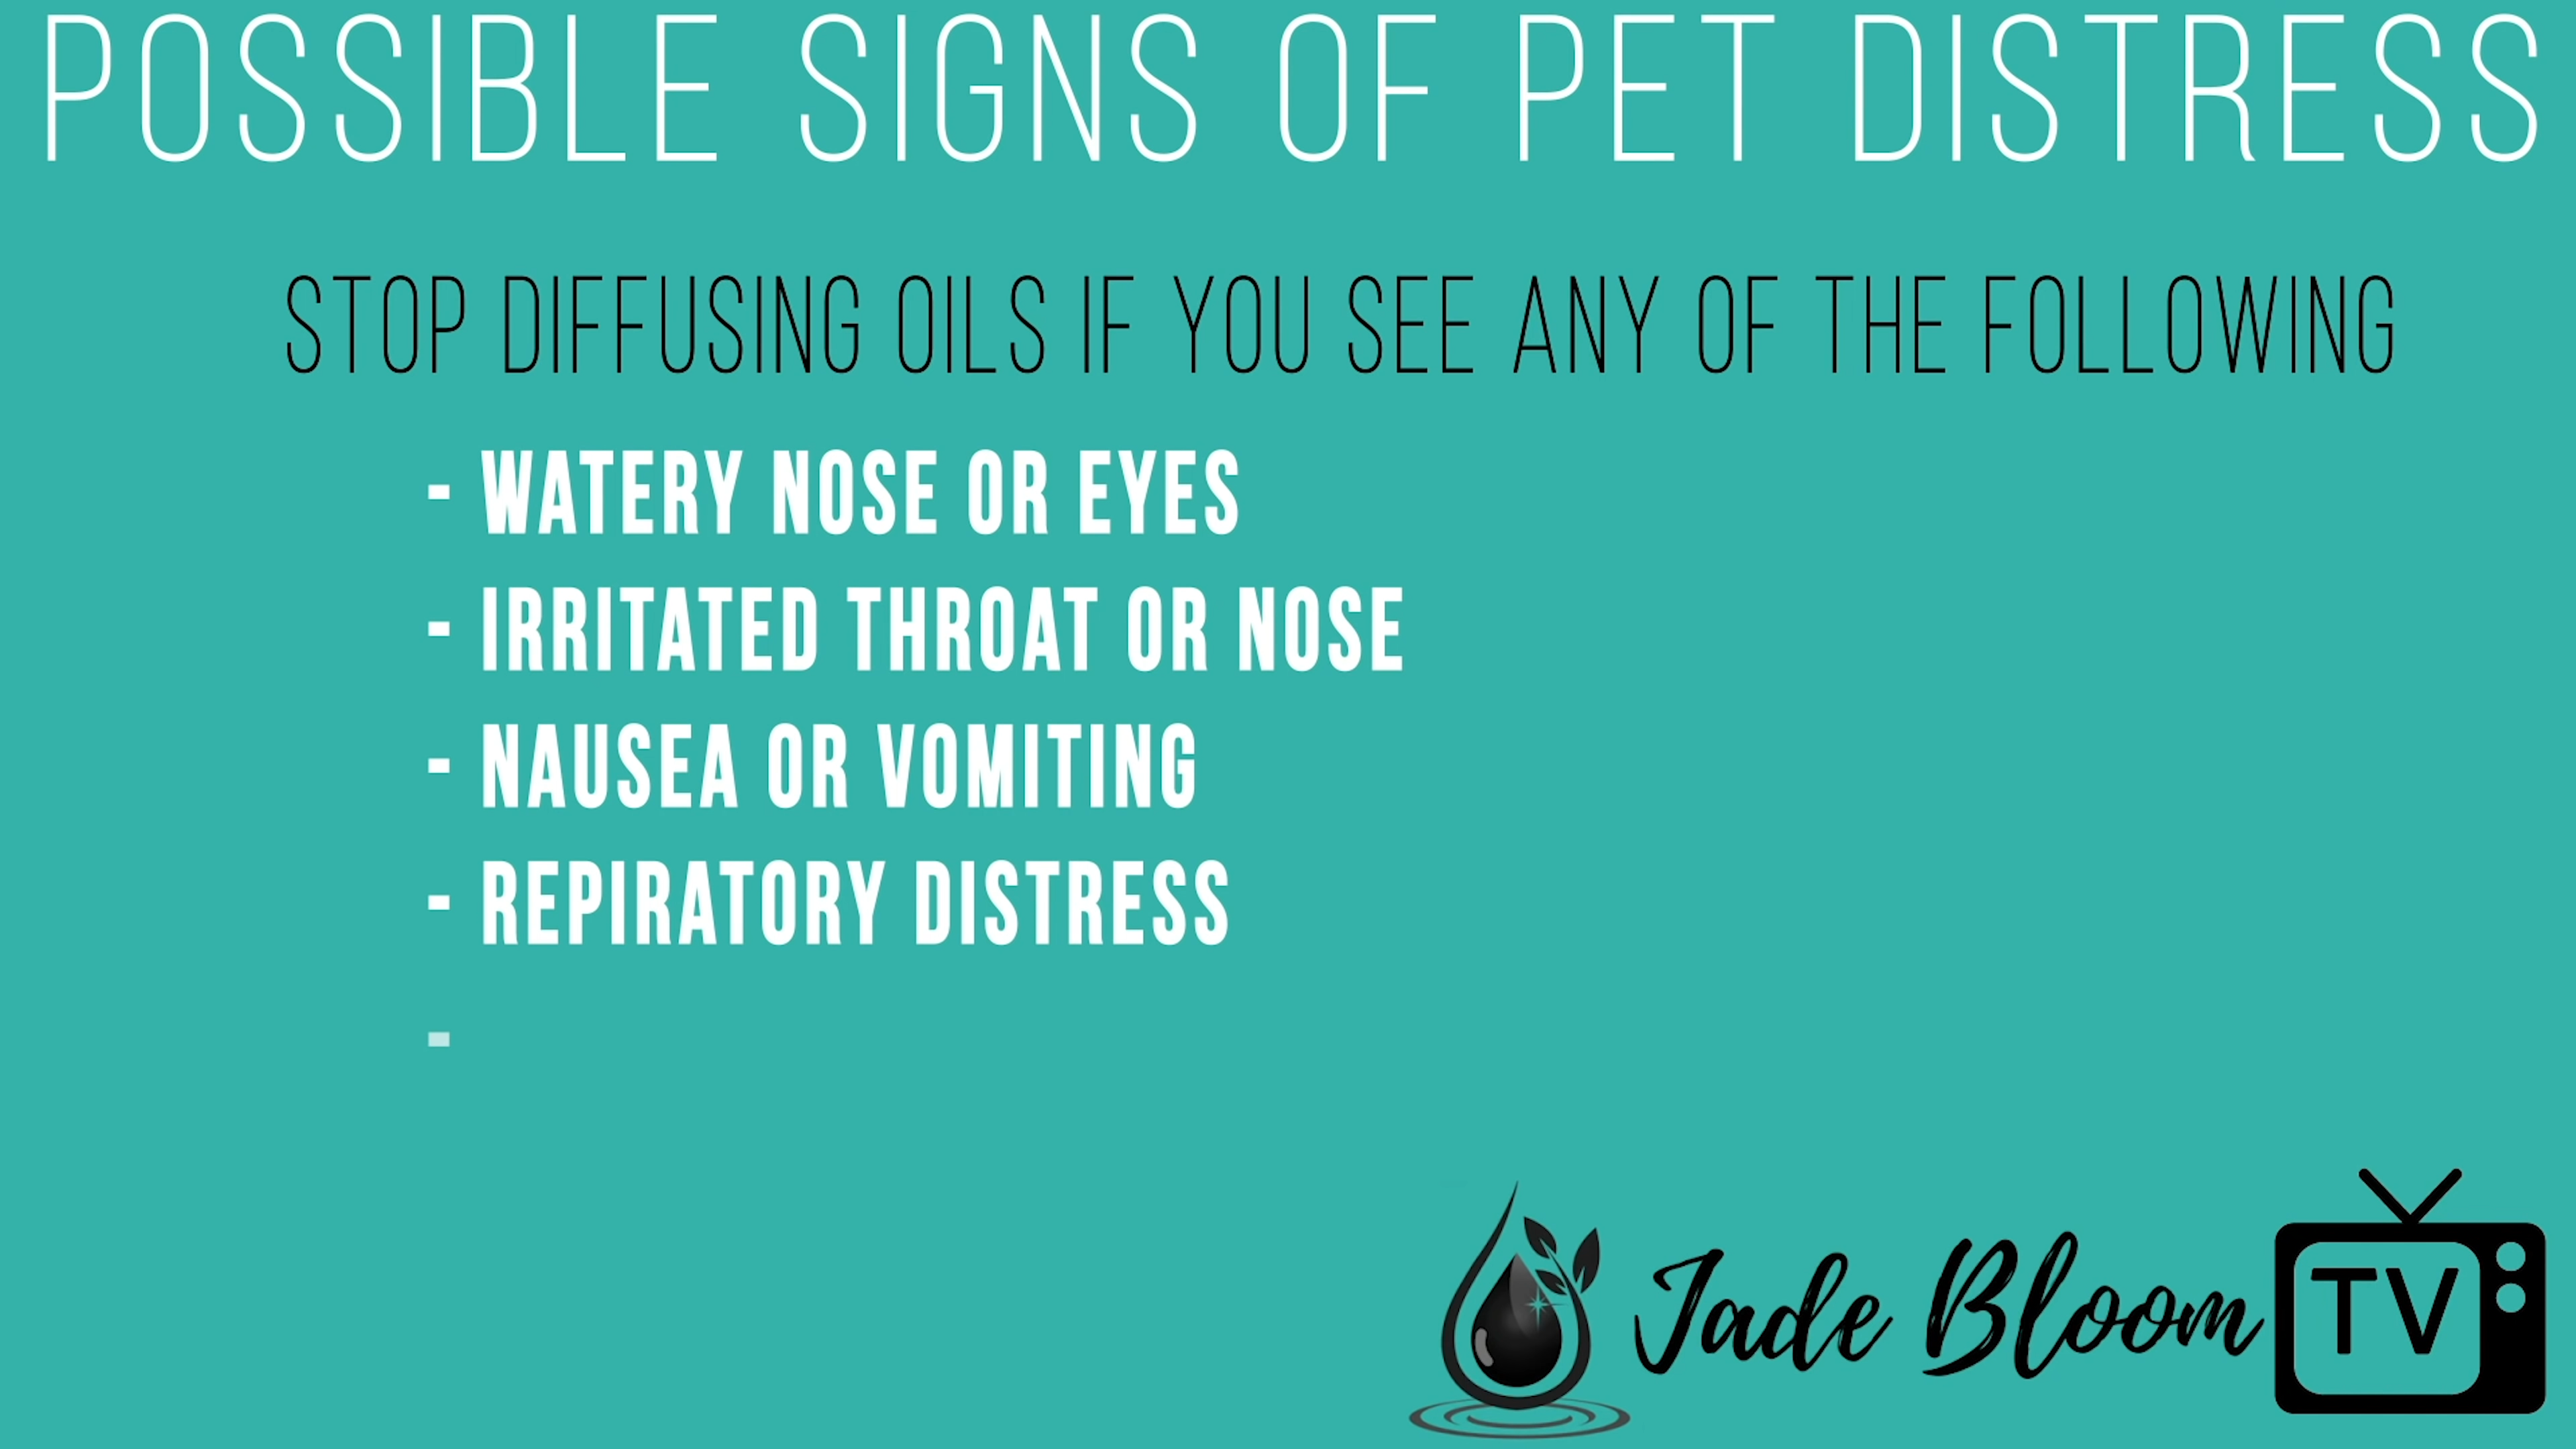 POSSIBLE SIGNS OF PET DISTRESS
STOP DIFFUSING OILS IF YOU SEE ANY OF THE FOLLOWING
- WATERY NOSE OR EYES
- IRRITATED THROAT OR NOSE
- NAUSEA OR VOMITING
- REPIRATORY DISTRESS
-
Jade Bloom TV